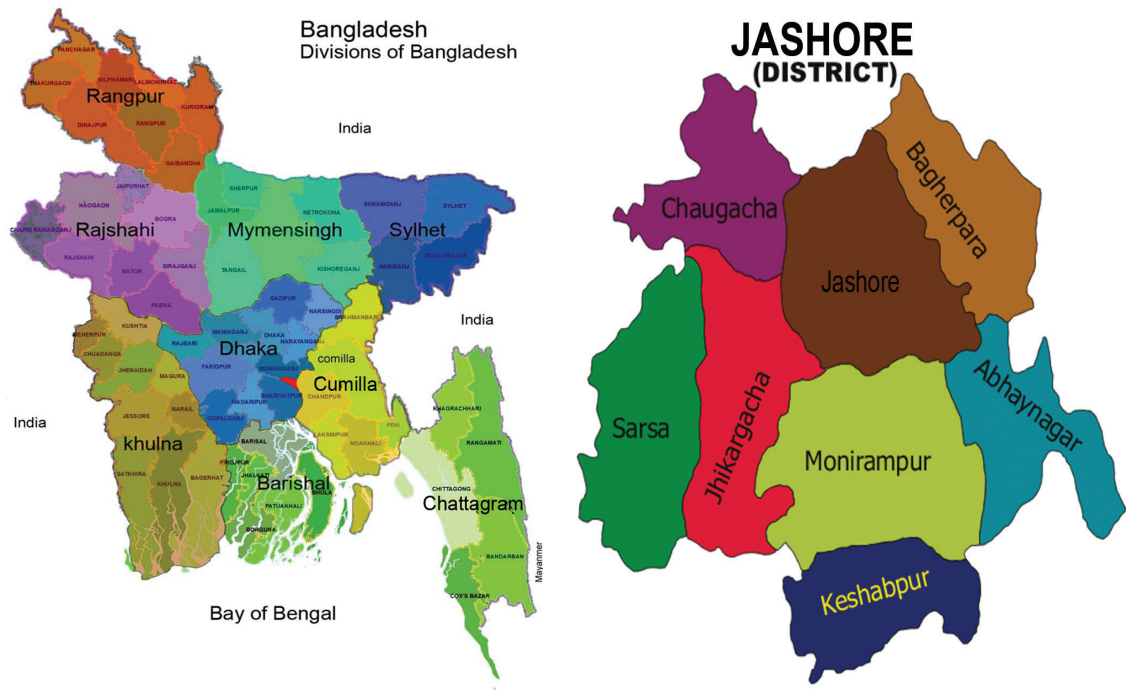 Bangladesh
Divisions of Bangladesh
PANCHAGAR
THAKURGAON
NILPHAMARI
LALMONIRHAT
Rangpur
KURIGRAM
DINAJPUR
RANGPUR
GAIBANDHA
India
JAIPURHAT
NAOGAON
BOGRA
CHAPAI NAWABGANJ
Rajshahi
RAJSHAHI
NATOR
SIRAJGANJ
PABNA
SHERPUR
JAMALPUR
NETROKONA
Mymensingh
TANGAIL
KISHOREGANJ
SUNAMGANJ
SYLHET
Sylhet
HABIGANJ
India
GAZIPUR
NARSINGDI
MANINGANJ
DHAKA
NARAYANGANJ
RAJBARI
Dhaka
FARIDPUR
MADARIPUR
GOPALGANJ
comilla
Cumilla
CHANDPUR
LAKSMIPUR
NOAKHALI
FENI
KUSHTIA
MEHERPUR
CHUADANGA
JHENAIDAH
MAGURA
India
JESSORE
NARAIL
khulna
SATKHIRA
KHULNA
BAGERHAT
BARISAL
JHALKATI
Barishal
BHOLA
PATUAKHALI
BORGUNA
KHAGRACHHARI
RANGAMATI
CHITTAGONG
Chattagram
BANDARBAN
COX'S BAZAR
Mayanmer
Bay of Bengal
JASHORE
(DISTRICT)
Chaugacha
Bagherpara
Jashore
Sarsa
Jhikargacha
Monirampur
Abhaynagar
Keshabpur